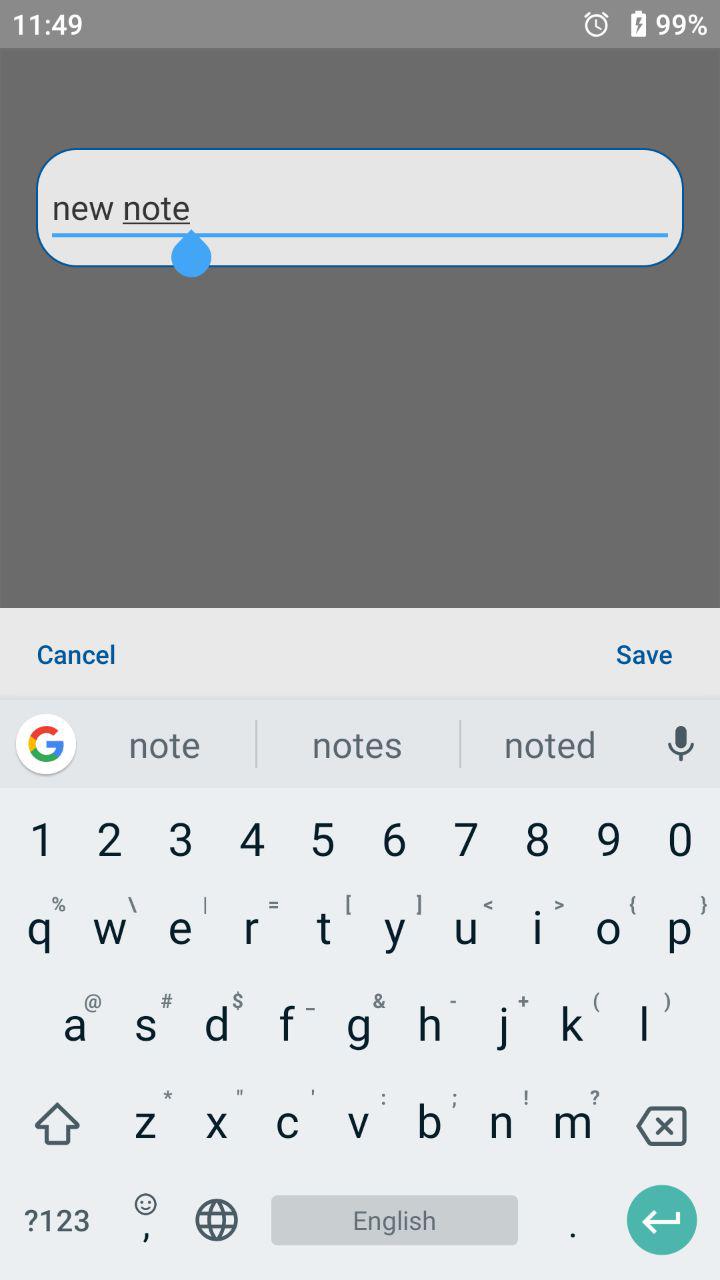 11:49 99%
new note
Cancel Save
note notes noted
1 2 3 4 5 6 7 8 9 0
q % w \ e | r = t [ y ] u < i > o { p }
a @ s # d $ f _ g & h - j + k ( l )
z * x " c ' v : b ; n ! m ?
?123 , English .